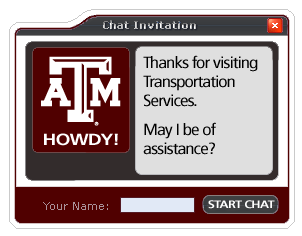 Chat Invitation
ATM
HOWDY!
Thanks for visiting
Transportation
Services.
May I be of
assistance?
Your Name:
START CHAT